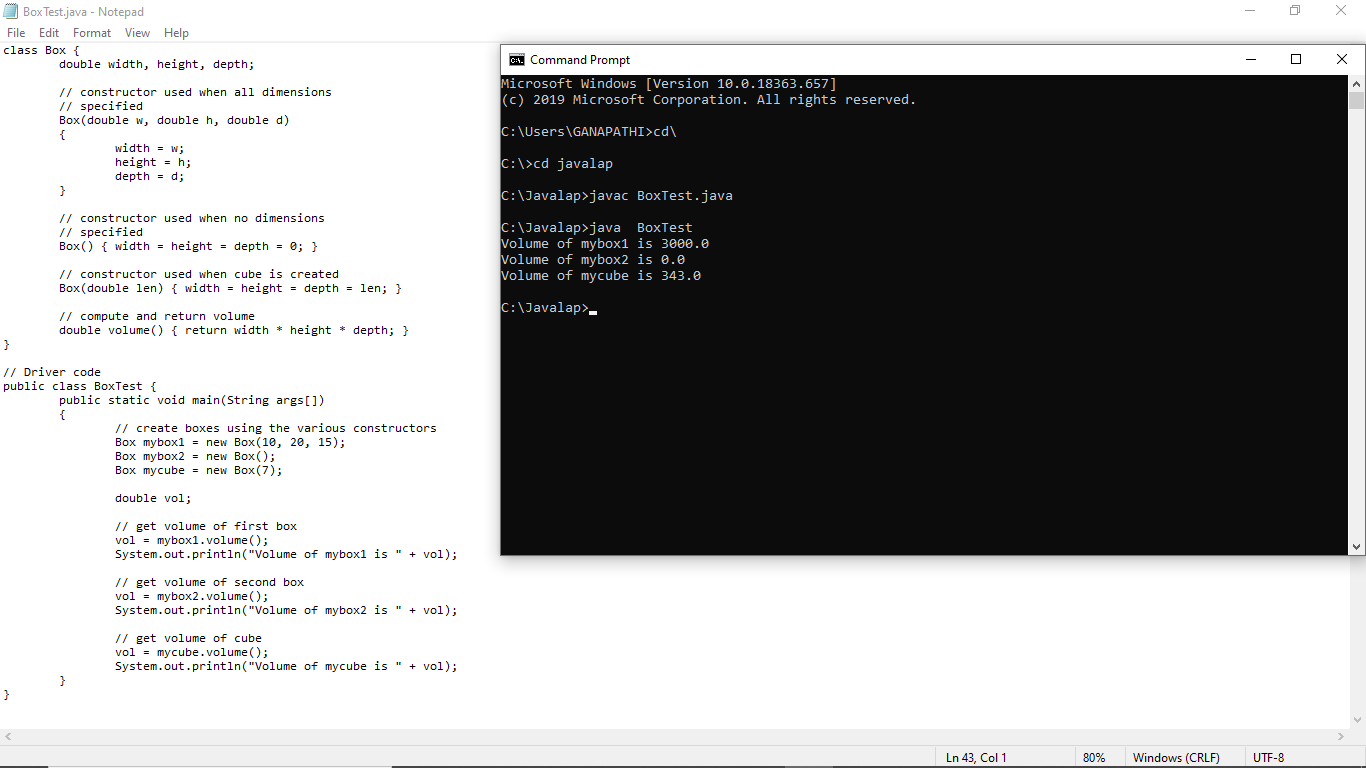 BoxTest.java - Notepad
File Edit Format View Help
class Box {
double width, height, depth;
// constructor used when all dimensions
// specified
Box(double w, double h, double d)
{
width = w;
height = h;
depth = d;
}
// constructor used when no dimensions
// specified
Box() { width = height = depth = 0; }
// constructor used when cube is created
Box(double len) { width = height = depth = len; }
// compute and return volume
double volume() { return width * height * depth; }
}
// Driver code
public class BoxTest {
public static void main(String args[])
{
// create boxes using the various constructors
Box mybox1 = new Box(10, 20, 15);
Box mybox2 = new Box();
Box mycube = new Box(7);
double vol;
// get volume of first box
vol = mybox1.volume();
System.out.println("Volume of mybox1 is " + vol);
// get volume of second box
vol = mybox2.volume();
System.out.println("Volume of mybox2 is " + vol);
// get volume of cube
vol = mycube.volume();
System.out.println("Volume of mycube is " + vol);
}
}
C:\. Command Prompt
Microsoft Windows [Version 10.0.18363.657]
(c) 2019 Microsoft Corporation. All rights reserved.
C:\Users\GANAPATHI>cd\
C:\>cd javalap
C:\Javalap>javac BoxTest.java
C:\Javalap>java  BoxTest
Volume of mybox1 is 3000.0
Volume of mybox2 is 0.0
Volume of mycube is 343.0
C:\Javalap>
Ln 43, Col 1 80% Windows (CRLF) UTF-8